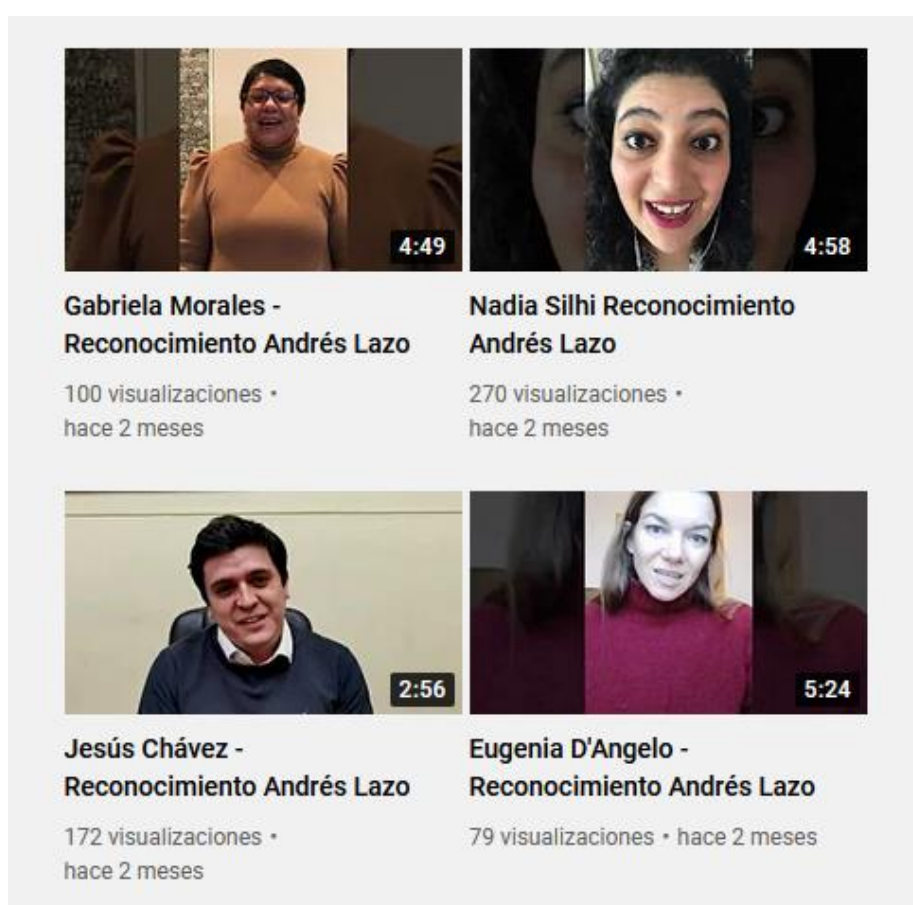 4:49
Gabriela Morales -
Reconocimiento Andrés Lazo
100 visualizaciones •
hace 2 meses
4:58
Nadia Silhi Reconocimiento
Andrés Lazo
270 visualizaciones •
hace 2 meses
2:56
Jesús Chávez -
Reconocimiento Andrés Lazo
172 visualizaciones •
hace 2 meses
5:24
Eugenia D'Angelo -
Reconocimiento Andrés Lazo
79 visualizaciones • hace 2 meses